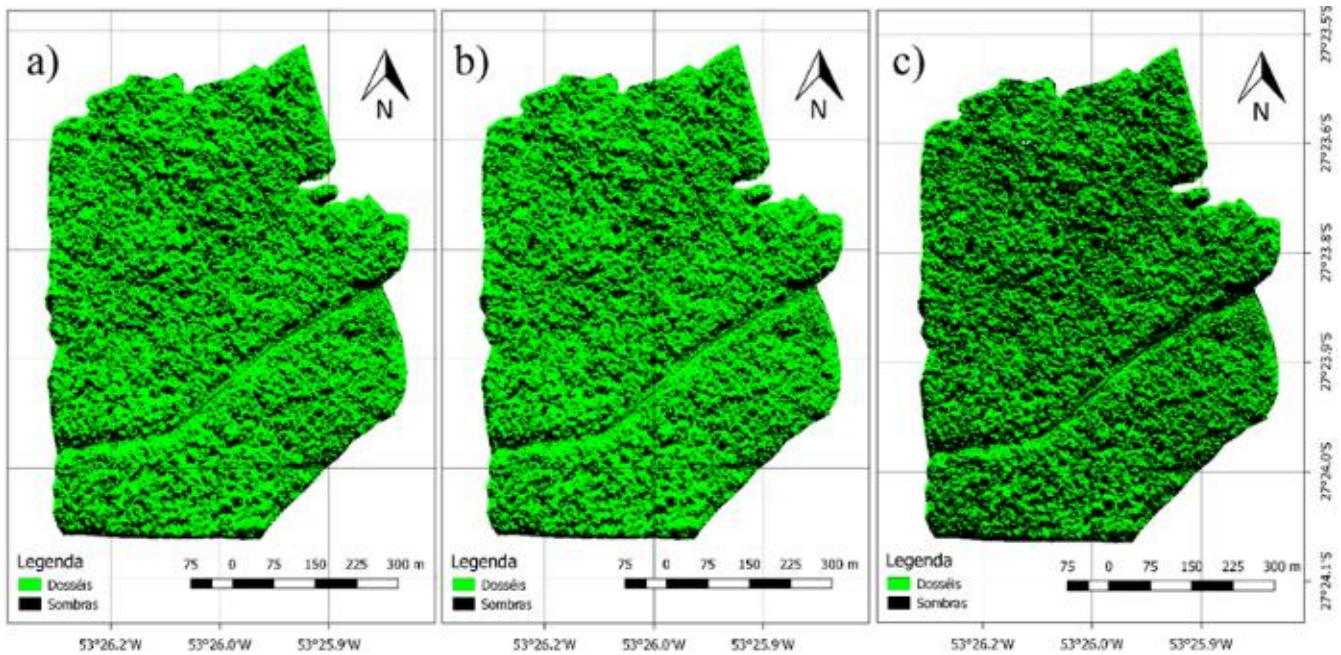 a)
N
Legenda
Dosséis
Sombras
75 0 75 150 225 300 m
53°26.2'W 53°26.0'W 53°25.9'W
b)
N
Legenda
Dosséis
Sombras
75 0 75 150 225 300 m
53°26.2'W 53°26.0'W 53°25.9'W
c)
N
Legenda
Dosséis
Sombras
75 0 75 150 225 300 m
53°26.2'W 53°26.0'W 53°25.9'W
27°23.5'S
27°23.6'S
27°23.8'S
27°23.9'S
27°24.0'S
27°24.1'S